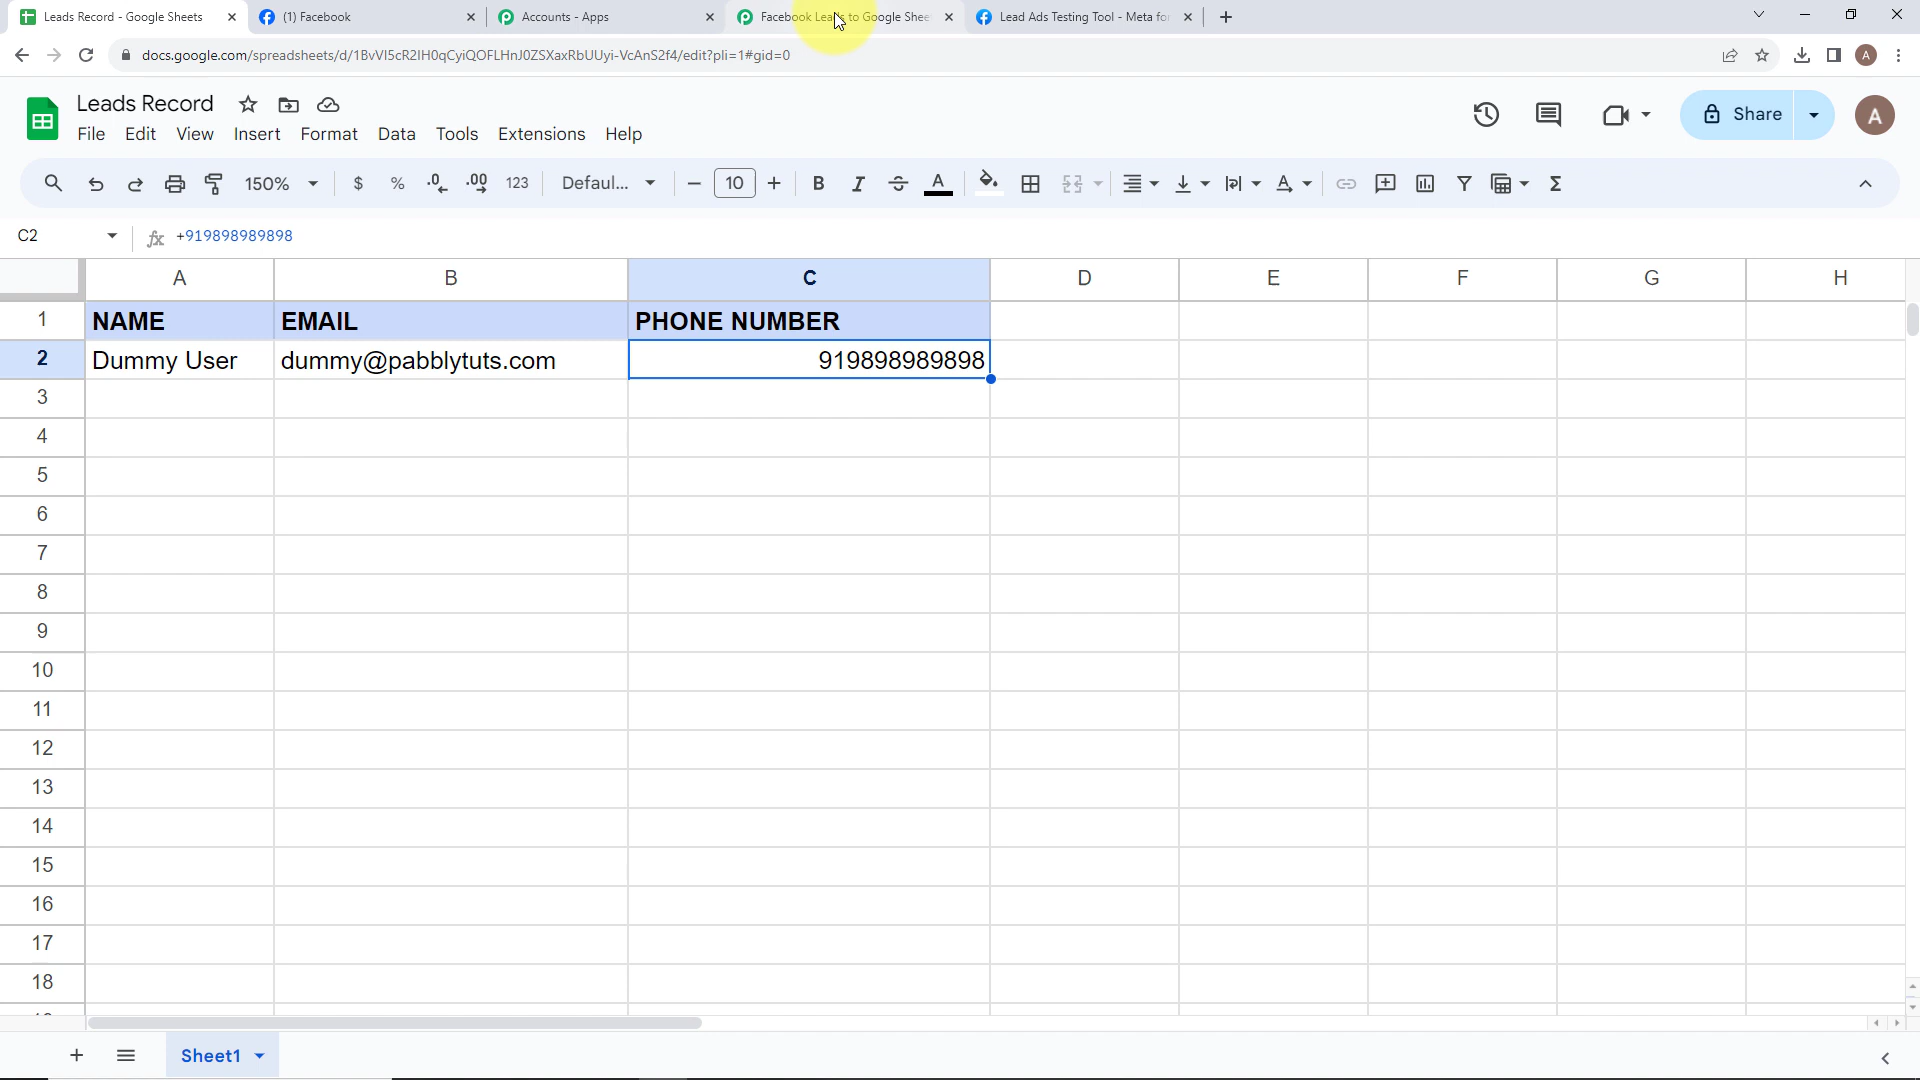 Leads Record - Google Sheets
(1) Facebook
Accounts - Apps
Facebook Leads to Google Shee
Lead Ads Testing Tool - Meta for
docs.google.com/spreadsheets/d/1BvVI5cR2IH0qCyiQOFLHnJ0ZSXaxRbUUyi-VcAnS2f4/edit?pli=1#gid=0
A
Leads Record
File Edit View Insert Format Data Tools Extensions Help
Share
A
150% $ % .0 .00 123 Defaul... 10 B I S A A Σ
C2
fx +919898989898
A B C D E F G H
1 NAME EMAIL PHONE NUMBER
2 Dummy User dummy@pabblytuts.com 919898989898
3
4
5
6
7
8
9
10
11
12
13
14
15
16
17
18
Sheet1